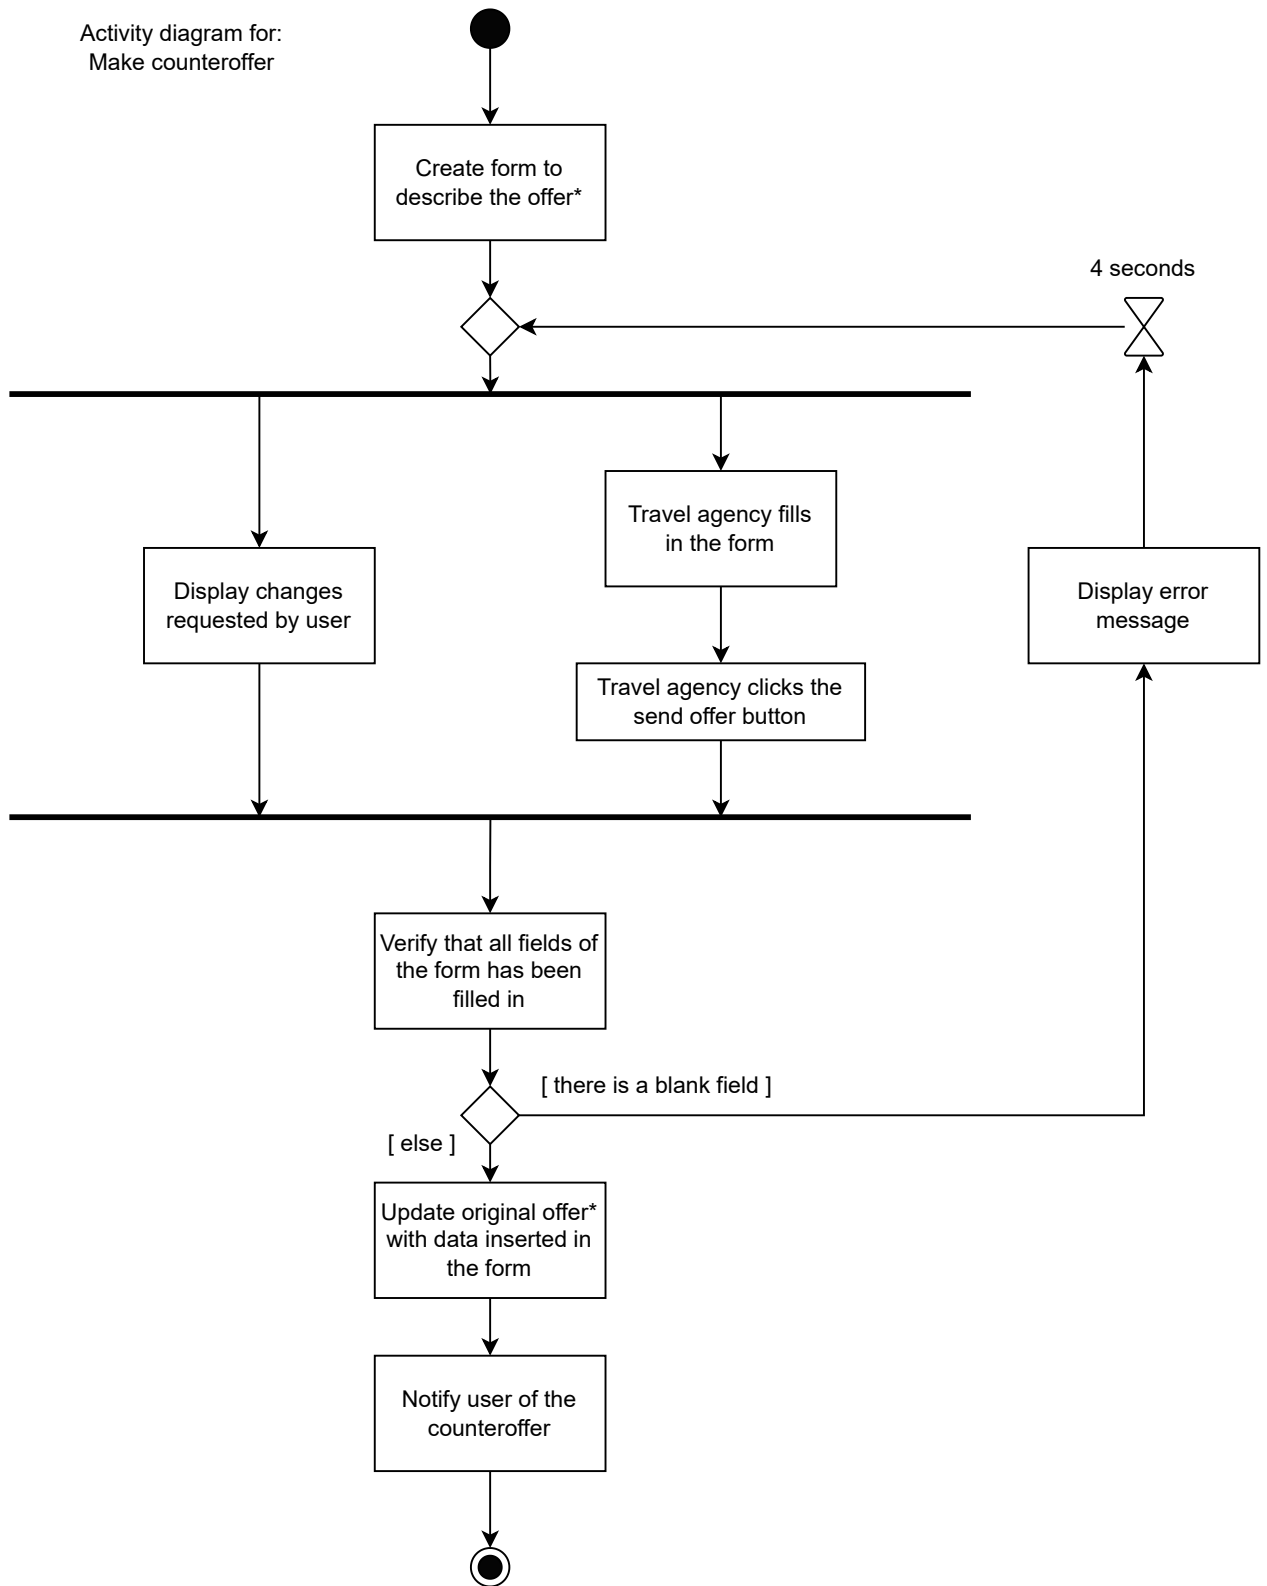 Activity diagram for:
Make counteroffer
Create form to
describe the offer*
4 seconds
Travel agency fills
in the form
Display changes
requested by user
Display error
message
Travel agency clicks the
send offer button
Verify that all fields of
the form has been
filled in
[ there is a blank field ]
[ else ]
Update original offer*
with data inserted in
the form
Notify user of the
counteroffer